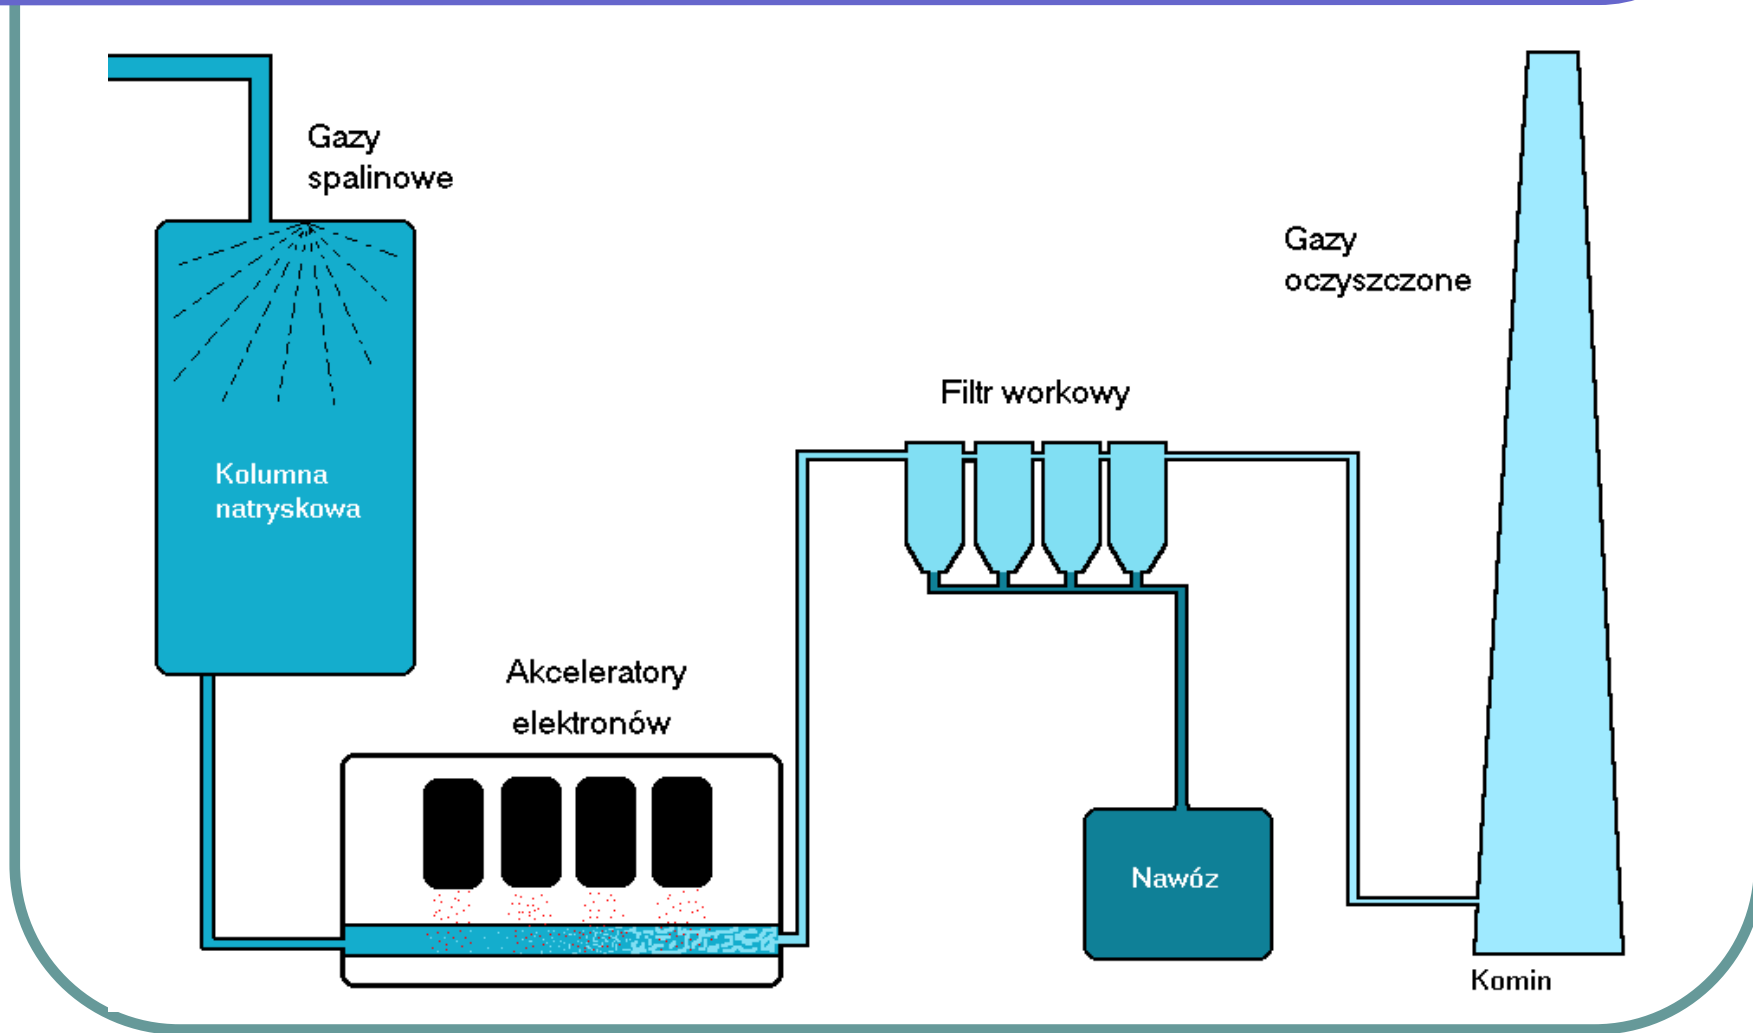 Gazy
spalinowe
Kolumna
natryskowa
Akceleratory
elektronów
Filtr workowy
Nawóz
Gazy
oczyszczone
Komin